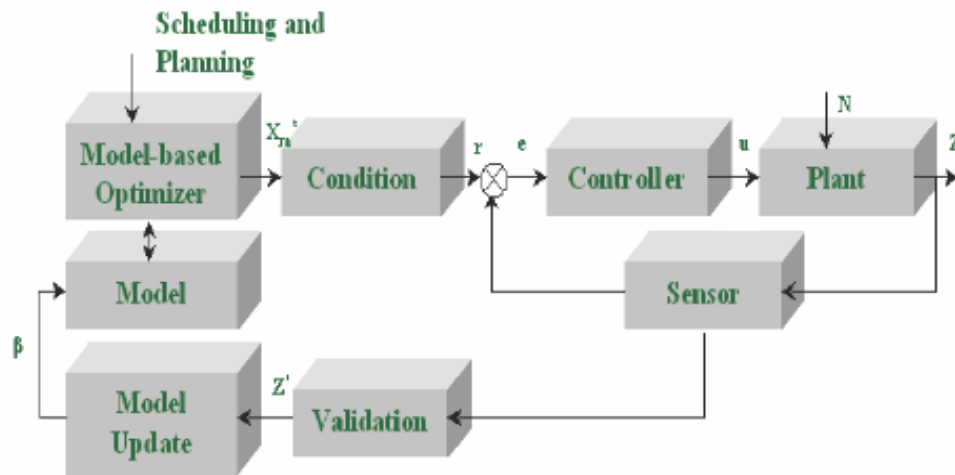 Scheduling and
Planning
N
Model-based
Optimizer
Condition
r
e
Controller
u
Plant
Z
Model
Sensor
β
Model
Update
Z'
Validation